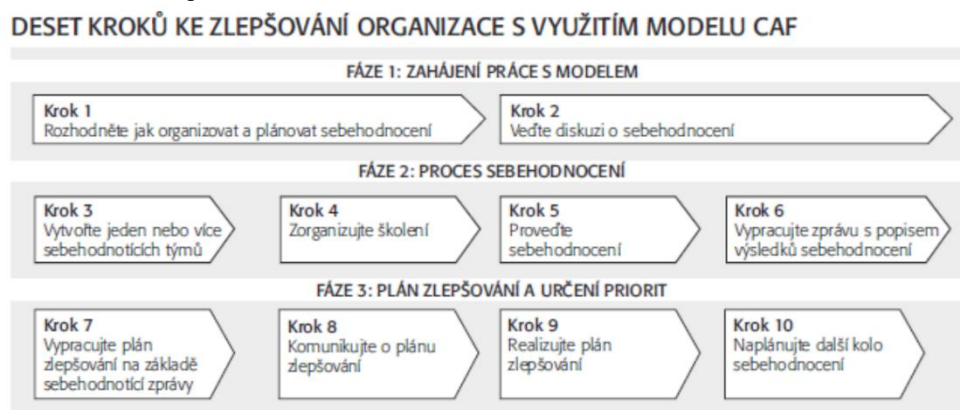 DESET KROKŮ KE ZLEPŠOVÁNÍ ORGANIZACE S VYUŽITÍM MODELU CAF
FÁZE 1: ZAHÁJENÍ PRÁCE S MODELEM
Krok 1
Rozhodněte jak organizovat a plánovat sebehodnocení
Krok 2
Veďte diskuzi o sebehodnocení
FÁZE 2: PROCES SEBEHODNOCENÍ
Krok 3
Vytvořte jeden nebo více
sebehodnotících týmů
Krok 4
Zorganizujte školení
Krok 5
Proveďte
sebehodnocení
Krok 6
Vypracujte zprávu s popisem
výsledků sebehodnocení
FÁZE 3: PLÁN ZLEPŠOVÁNÍ A URČENÍ PRIORIT
Krok 7
Vypracujte plán
zlepšování na základě
sebehodnotící zprávy
Krok 8
Komunikujte o plánu
zlepšování
Krok 9
Realizujte plán
zlepšování
Krok 10
Naplánujte další kolo
sebehodnocení